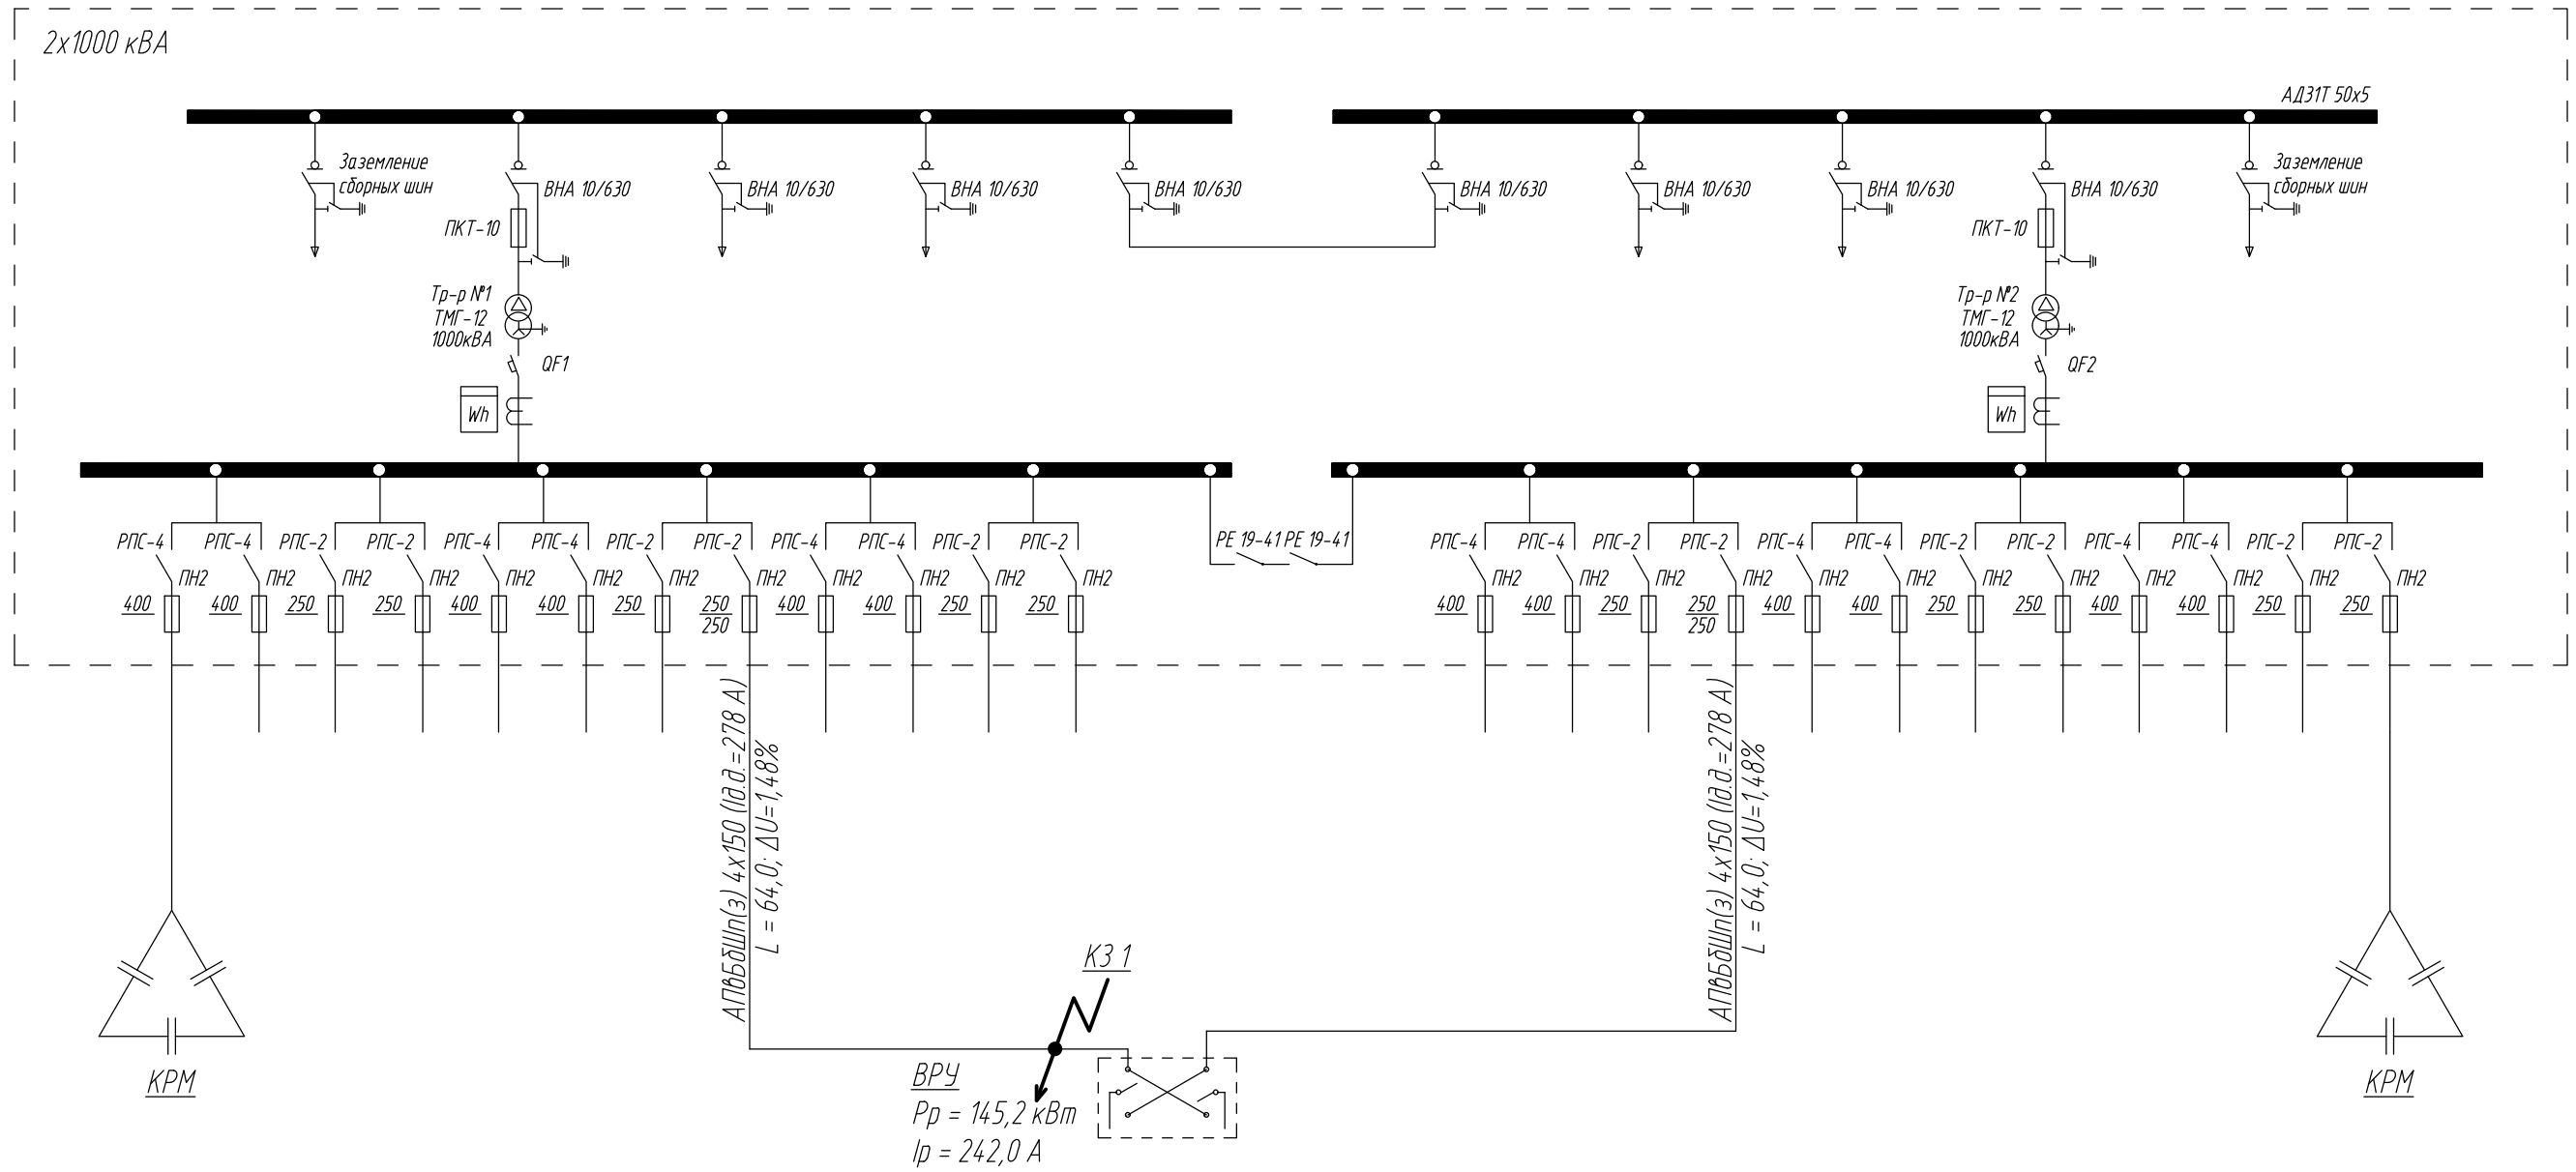 2х1000 кВА
АД31Т 50х5
Заземление
сборных шин
ВНА 10/630
ВНА 10/630
ВНА 10/630
ВНА 10/630
ВНА 10/630
ВНА 10/630
ВНА 10/630
ВНА 10/630
Заземление
сборных шин
ПКТ-10
ПКТ-10
Тр-р №1
ТМГ-12
1000кВА
Тр-р №2
ТМГ-12
1000кВА
QF1
QF2
Wh
Wh
РПС-4 РПС-4 РПС-2 РПС-2 РПС-4 РПС-4 РПС-2 РПС-2 РПС-4 РПС-4 РПС-2 РПС-2
РЕ 19-41 РЕ 19-41
РПС-4 РПС-4 РПС-2 РПС-2 РПС-4 РПС-4 РПС-2 РПС-2 РПС-4 РПС-4 РПС-2 РПС-2
ПН2 ПН2 ПН2 ПН2 ПН2 ПН2 ПН2 ПН2 ПН2 ПН2 ПН2 ПН2
ПН2 ПН2 ПН2 ПН2 ПН2 ПН2 ПН2 ПН2 ПН2 ПН2 ПН2 ПН2
400 400 250 250 400 400 250 250 400 400 250 250
250
400 400 250 250 400 400 250 250 400 400 250 250
250
АПвБбШп(з) 4х150 (Iд.д.=278 А)
L = 64,0; ΔU=1,48%
АПвБбШп(з) 4х150 (Iд.д.=278 А)
L = 64,0; ΔU=1,48%
КЗ 1
КРМ
ВРУ
Рр = 145,2 кВт
Iр = 242,0 А
КРМ